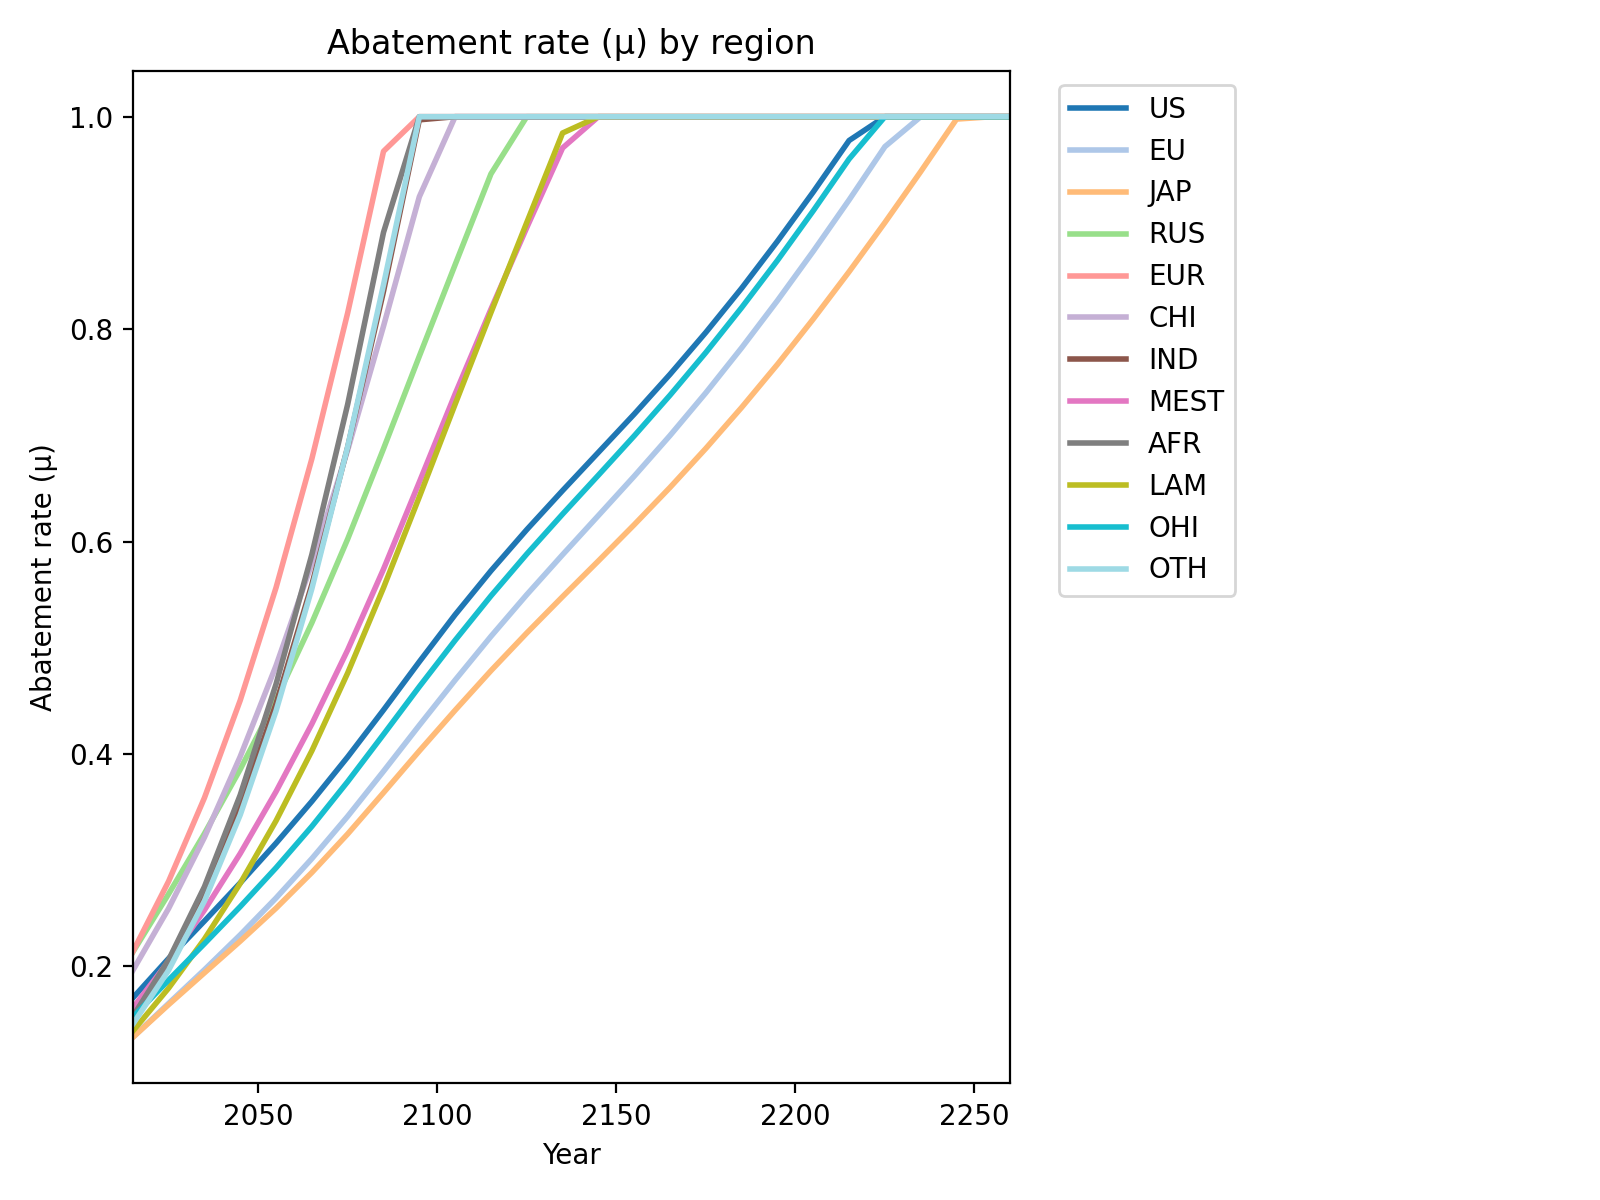 Abatement rate (μ) by region
Abatement rate (μ)
1.0
0.8
0.6
0.4
0.2
2050 2100 2150 2200 2250
Year
US
EU
JAP
RUS
EUR
CHI
IND
MEST
AFR
LAM
OHI
OTH